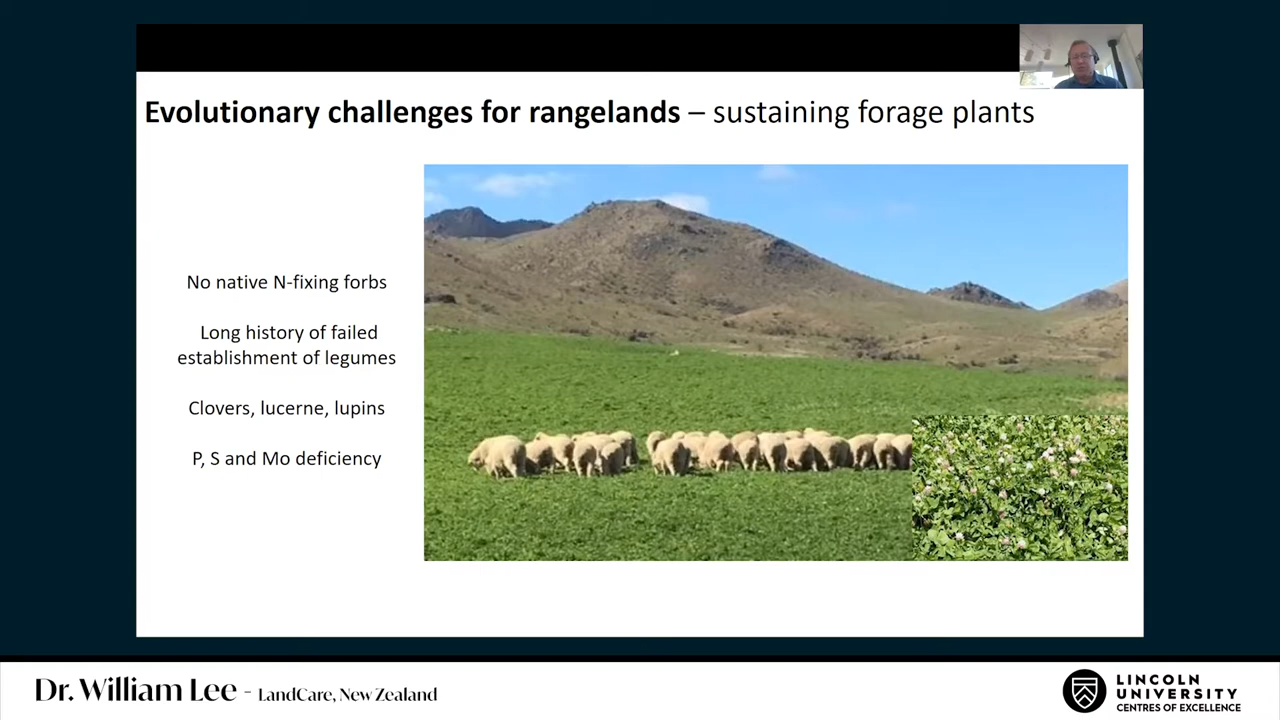 Evolutionary challenges for rangelands – sustaining forage plants
No native N-fixing forbs
Long history of failed
establishment of legumes
Clovers, lucerne, lupins
P, S and Mo deficiency
Dr. William Lee - LandCare, New Zealand
LINCOLN
UNIVERSITY
CENTRES OF EXCELLENCE